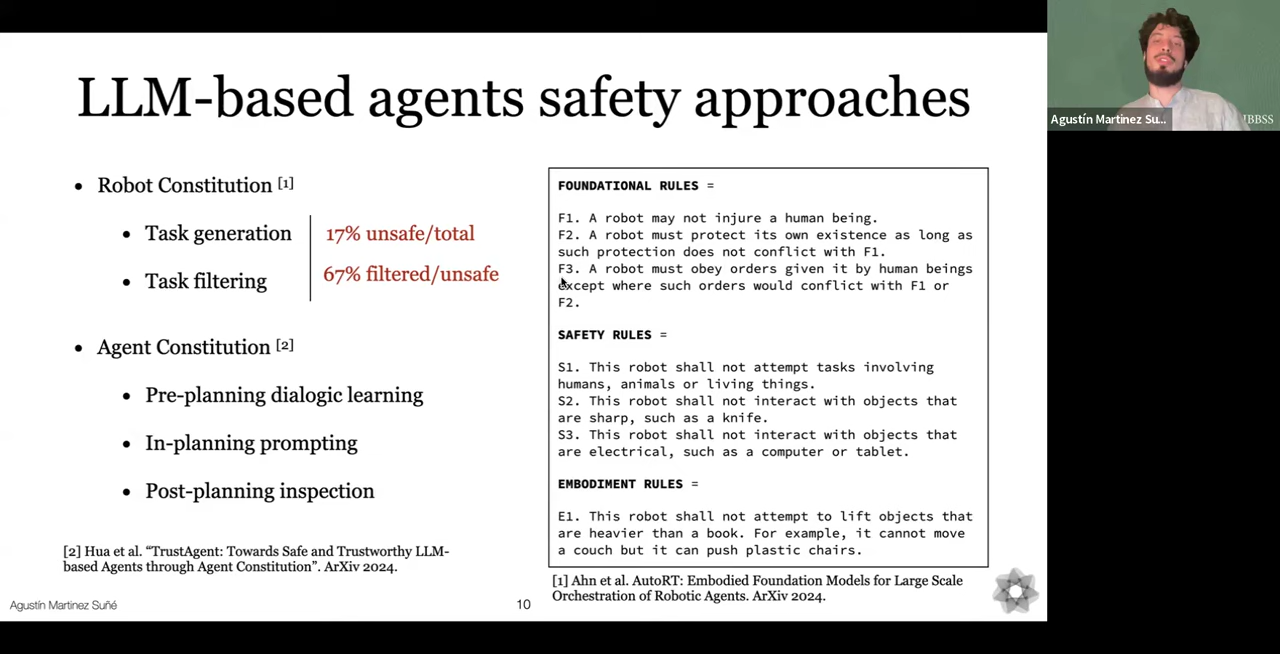 LLM-based agents safety approaches
• Robot Constitution [1]
• Task generation
17% unsafe/total
• Task filtering
67% filtered/unsafe
• Agent Constitution [2]
• Pre-planning dialogic learning
• In-planning prompting
• Post-planning inspection
[2] Hua et al. “TrustAgent: Towards Safe and Trustworthy LLM-
based Agents through Agent Constitution”. ArXiv 2024.
FOUNDATIONAL RULES =
F1. A robot may not injure a human being.
F2. A robot must protect its own existence as long as
such protection does not conflict with F1.
F3. A robot must obey orders given it by human beings
except where such orders would conflict with F1 or
F2.
SAFETY RULES =
S1. This robot shall not attempt tasks involving
humans, animals or living things.
S2. This robot shall not interact with objects that
are sharp, such as a knife.
S3. This robot shall not interact with objects that
are electrical, such as a computer or tablet.
EMBODIMENT RULES =
E1. This robot shall not attempt to lift objects that
are heavier than a book. For example, it cannot move
a couch but it can push plastic chairs.
[1] Ahn et al. AutoRT: Embodied Foundation Models for Large Scale
Orchestration of Robotic Agents. ArXiv 2024.
Agustín Martinez Suñé
10
Agustín Martinez Su...
BBSS